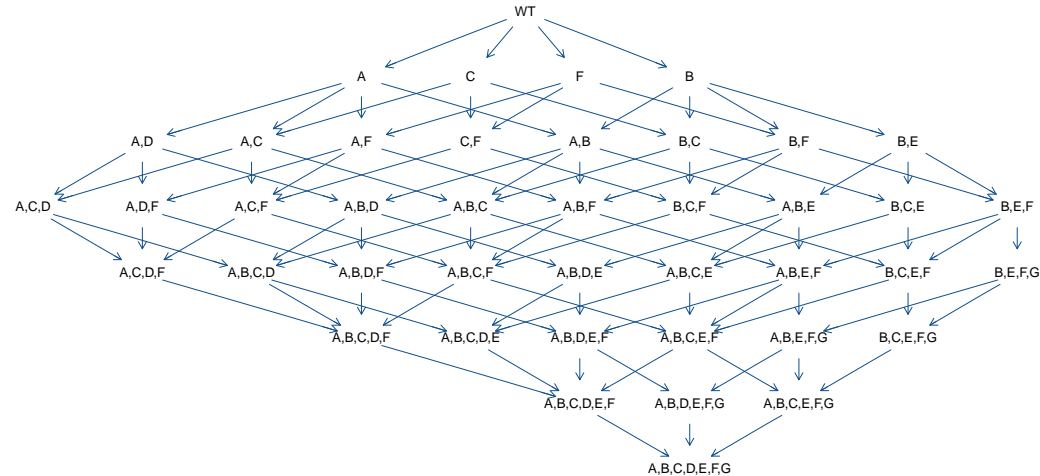 WT
A C F B
A,D A,C A,F C,F A,B B,C B,F B,E
A,C,D A,D,F A,C,F A,B,D A,B,C A,B,F B,C,F A,B,E B,C,E B,E,F
A,C,D,F A,B,C,D A,B,D,F A,B,C,F A,B,D,E A,B,C,E A,B,E,F B,C,E,F B,E,F,G
A,B,C,D,F A,B,C,D,E A,B,D,E,F A,B,C,E,F A,B,E,F,G B,C,E,F,G
A,B,C,D,E,F A,B,D,E,F,G A,B,C,E,F,G
A,B,C,D,E,F,G